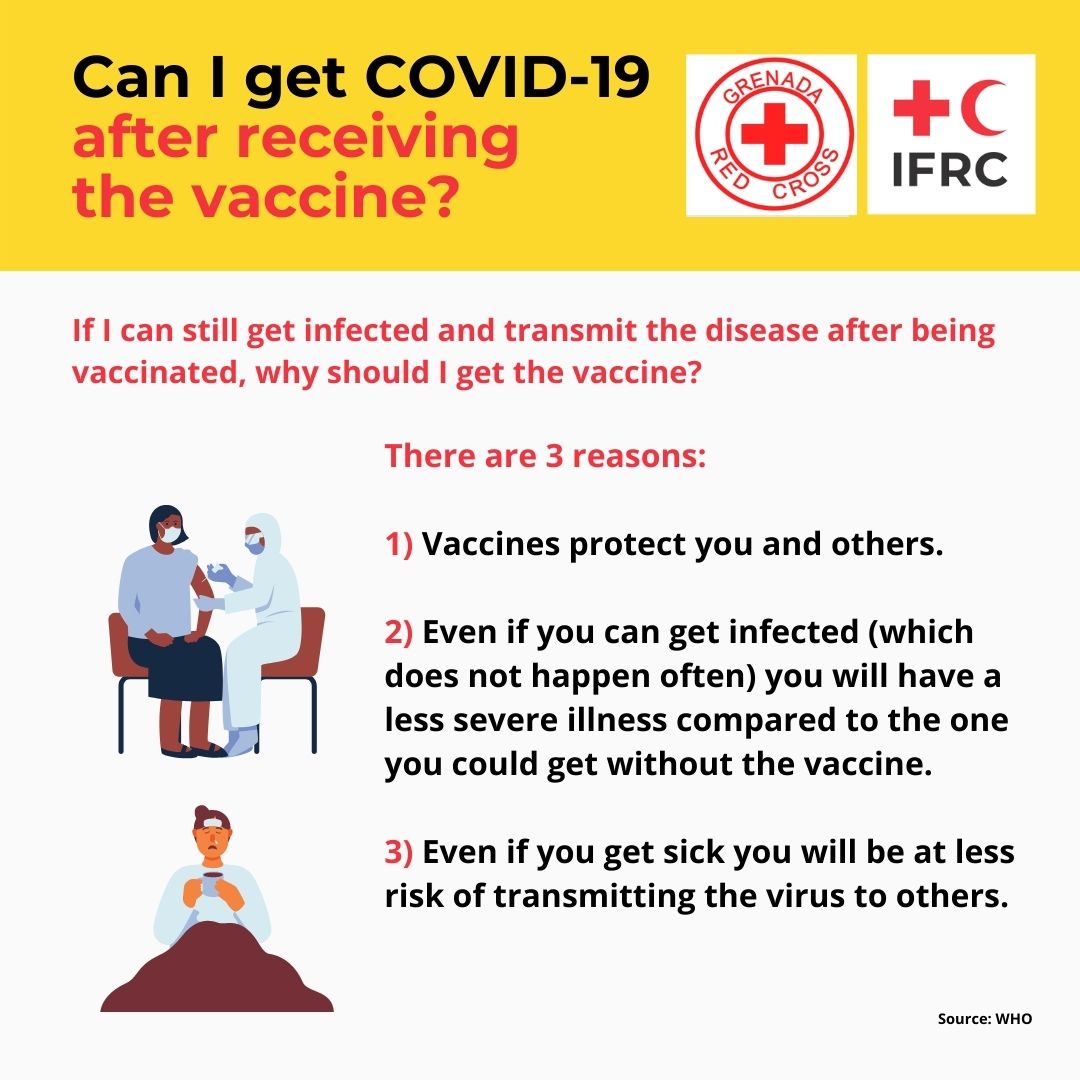 Can I get COVID-19
after receiving
the vaccine?
GRENADA
RED CROSS
IFRC
If I can still get infected and transmit the disease after being
vaccinated, why should I get the vaccine?
There are 3 reasons:
1) Vaccines protect you and others.
2) Even if you can get infected (which
does not happen often) you will have a
less severe illness compared to the one
you could get without the vaccine.
3) Even if you get sick you will be at less
risk of transmitting the virus to others.
Source: WHO